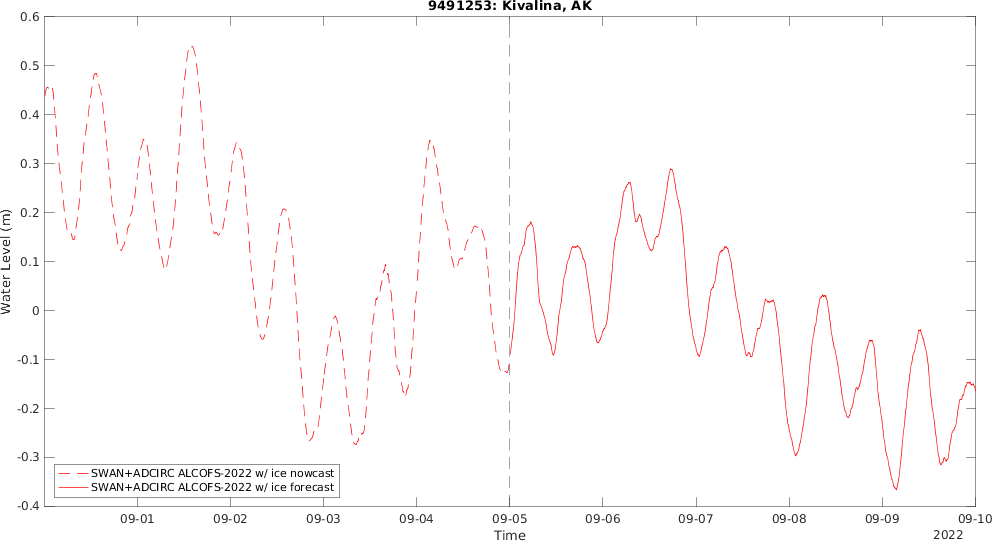 9491253: Kivalina, AK
0.6
0.5
0.4
0.3
0.2
0.1
0
-0.1
-0.2
-0.3
-0.4
Water Level (m)
SWAN+ADCIRC ALCOFS-2022 w/ ice nowcast
SWAN+ADCIRC ALCOFS-2022 w/ ice forecast
09-01 09-02 09-03 09-04 09-05 09-06 09-07 09-08 09-09 09-10
Time
2022